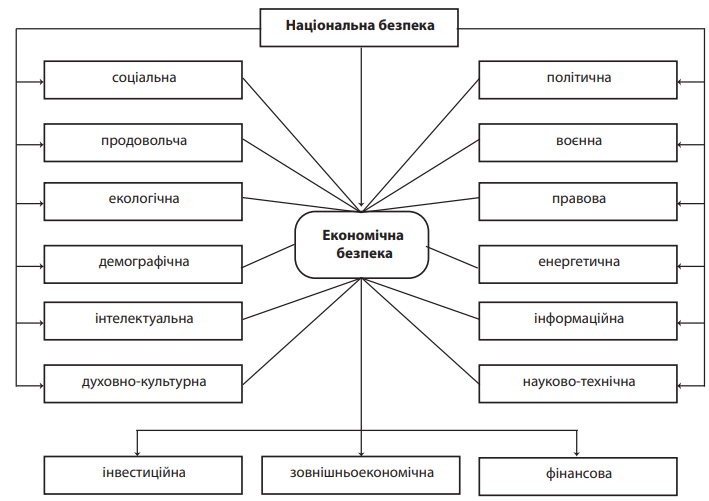 Національна безпека
соціальна
політична
продовольча
воєнна
екологічна
правова
Економічна
безпека
демографічна
енергетична
інтелектуальна
інформаційна
духовно-культурна
науково-технічна
інвестиційна
зовнішньоекономічна
фінансова